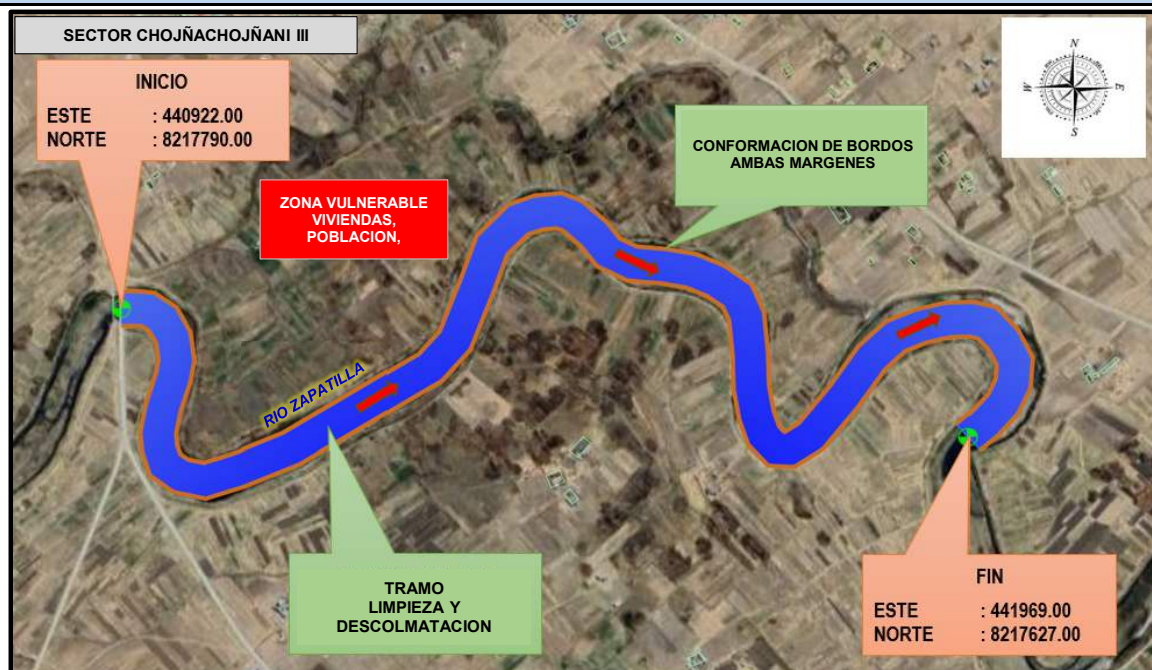 SECTOR CHOJÑACHOJÑANI III
INICIO
ESTE : 440922.00
NORTE : 8217790.00
N
W E
S
CONFORMACION DE BORDOS
AMBAS MARGENES
ZONA VULNERABLE
VIVIENDAS,
POBLACION,
RIO ZAPATILLA
TRAMO
LIMPIEZA Y
DESCOLMATACION
FIN
ESTE : 441969.00
NORTE : 8217627.00